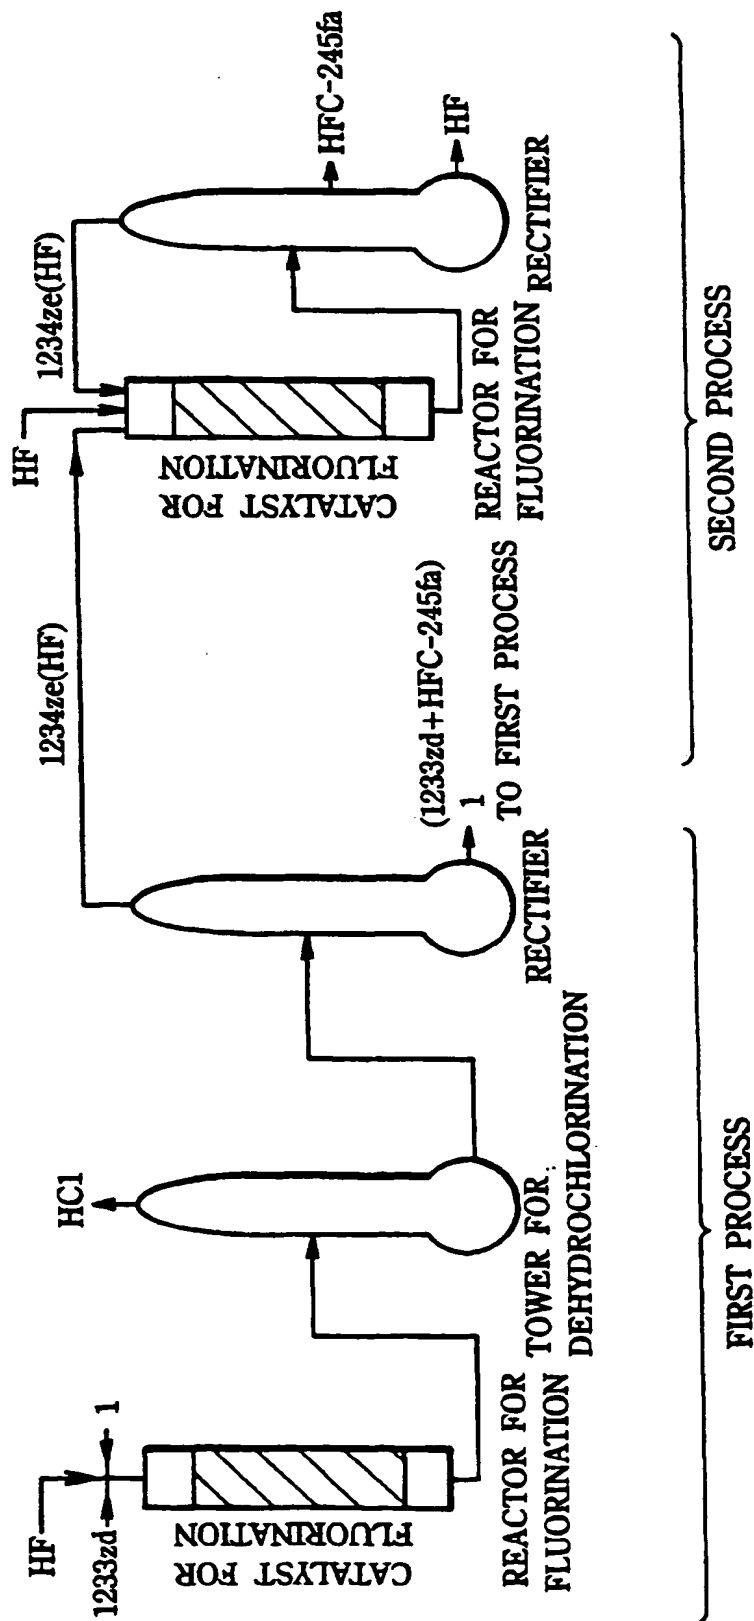 HF
1233zd
1
CATALYST FOR
FLUORINATION
REACTOR FOR
FLUORINATION
HCl
TOWER FOR
DEHYDROCHLORINATION
RECTIFIER
(1233zd+HFC-245fa)
1
TO FIRST PROCESS
1234ze(HF)
HF
1234ze(HF)
CATALYST FOR
FLUORINATION
REACTOR FOR
FLUORINATION
RECTIFIER
HFC-245fa
HF
FIRST PROCESS
SECOND PROCESS